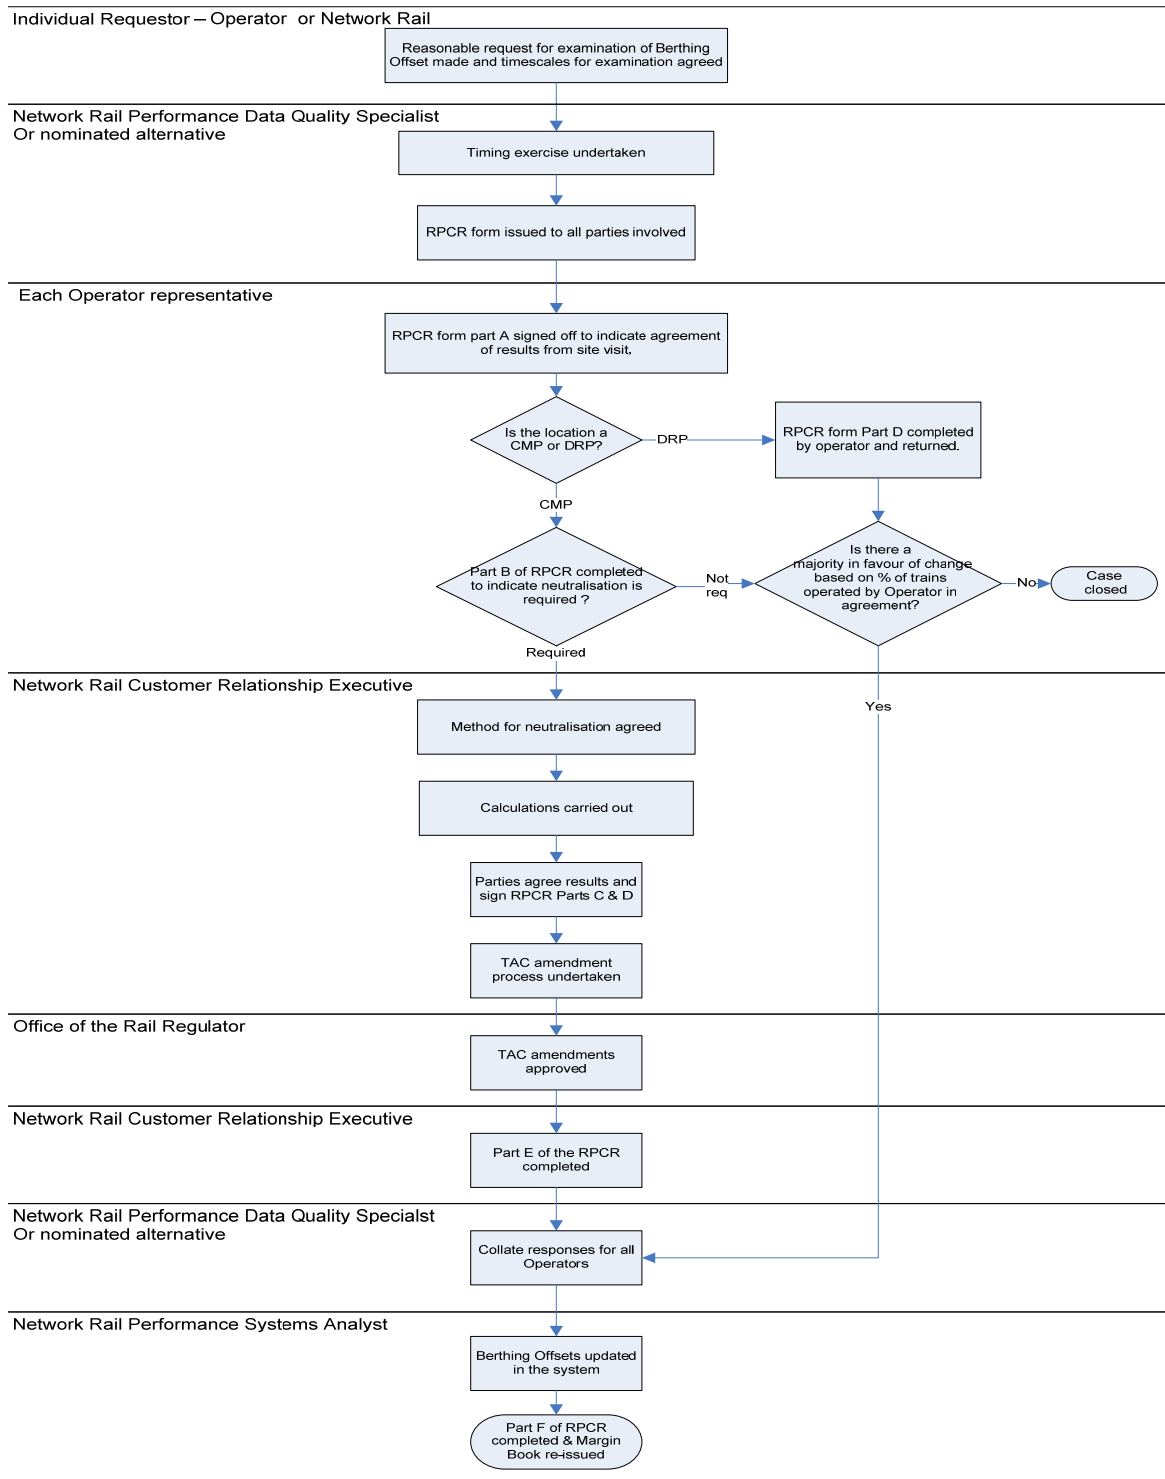 Individual Requestor – Operator or Network Rail
Reasonable request for examination of Berthing
Offset made and timescales for examination agreed
Network Rail Performance Data Quality Specialist
Or nominated alternative
Timing exercise undertaken
RPCR form issued to all parties involved
Each Operator representative
RPCR form part A signed off to indicate agreement
of results from site visit.
Is the location a
CMP or DRP?
DRP
RPCR form Part D completed
by operator and returned.
CMP
Part B of RPCR completed
to indicate neutralisation is
required ?
Not
req
Is there a
majority in favour of change
based on % of trains
operated by Operator in
agreement?
No
Case
closed
Required
Network Rail Customer Relationship Executive
Yes
Method for neutralisation agreed
Calculations carried out
Parties agree results and
sign RPCR Parts C & D
TAC amendment
process undertaken
Office of the Rail Regulator
TAC amendments
approved
Network Rail Customer Relationship Executive
Part E of the RPCR
completed
Network Rail Performance Data Quality Specialst
Or nominated alternative
Collate responses for all
Operators
Network Rail Performance Systems Analyst
Berthing Offsets updated
in the system
Part F of RPCR
completed & Margin
Book re-issued